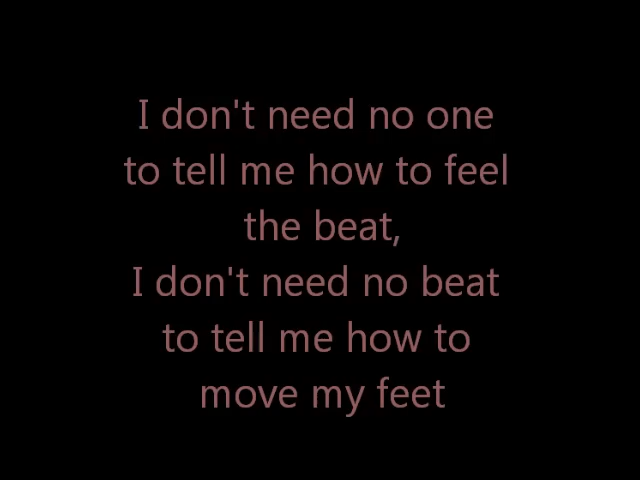 I don't need no one
to tell me how to feel
the beat,
I don't need no beat
to tell me how to
move my feet